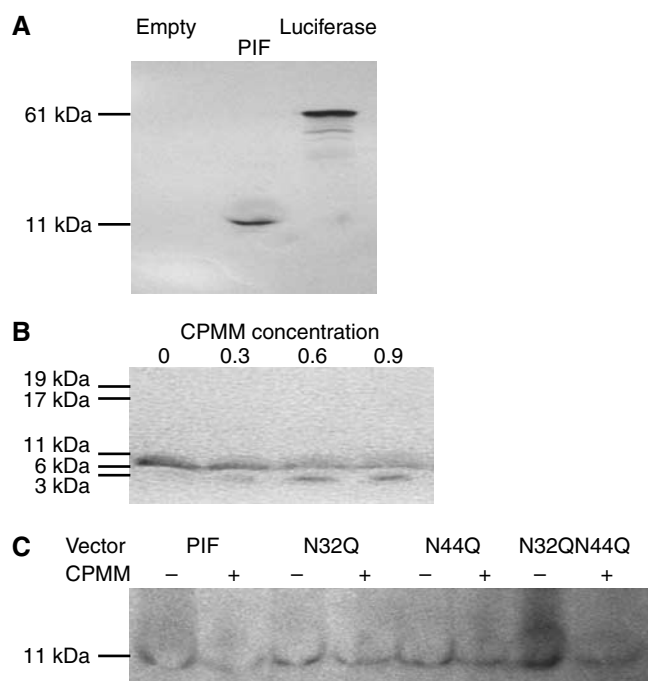 A
Empty
PIF
Luciferase
61 kDa
11 kDa
B
CPMM concentration
0 0.3 0.6 0.9
19 kDa
17 kDa
11 kDa
6 kDa
3 kDa
C
Vector PIF N32Q N44Q N32QN44Q
CPMM – + – + – + – +
11 kDa